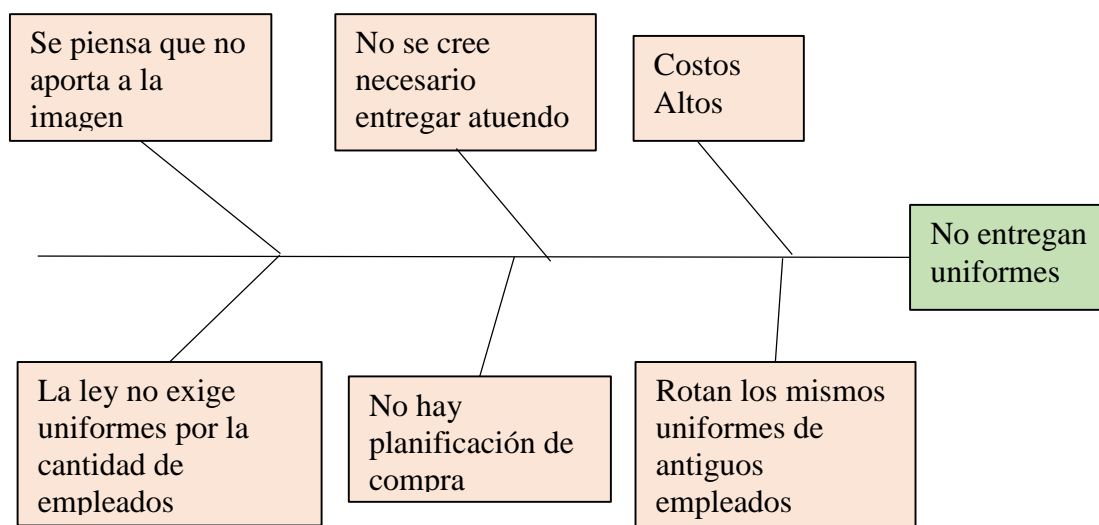 Se piensa que no
aporta a la
imagen
No se cree
necesario
entregar atuendo
Costos
Altos
No entregan
uniformes
La ley no exige
uniformes por la
cantidad de
empleados
No hay
planificación de
compra
Rotan los mismos
uniformes de
antiguos
empleados